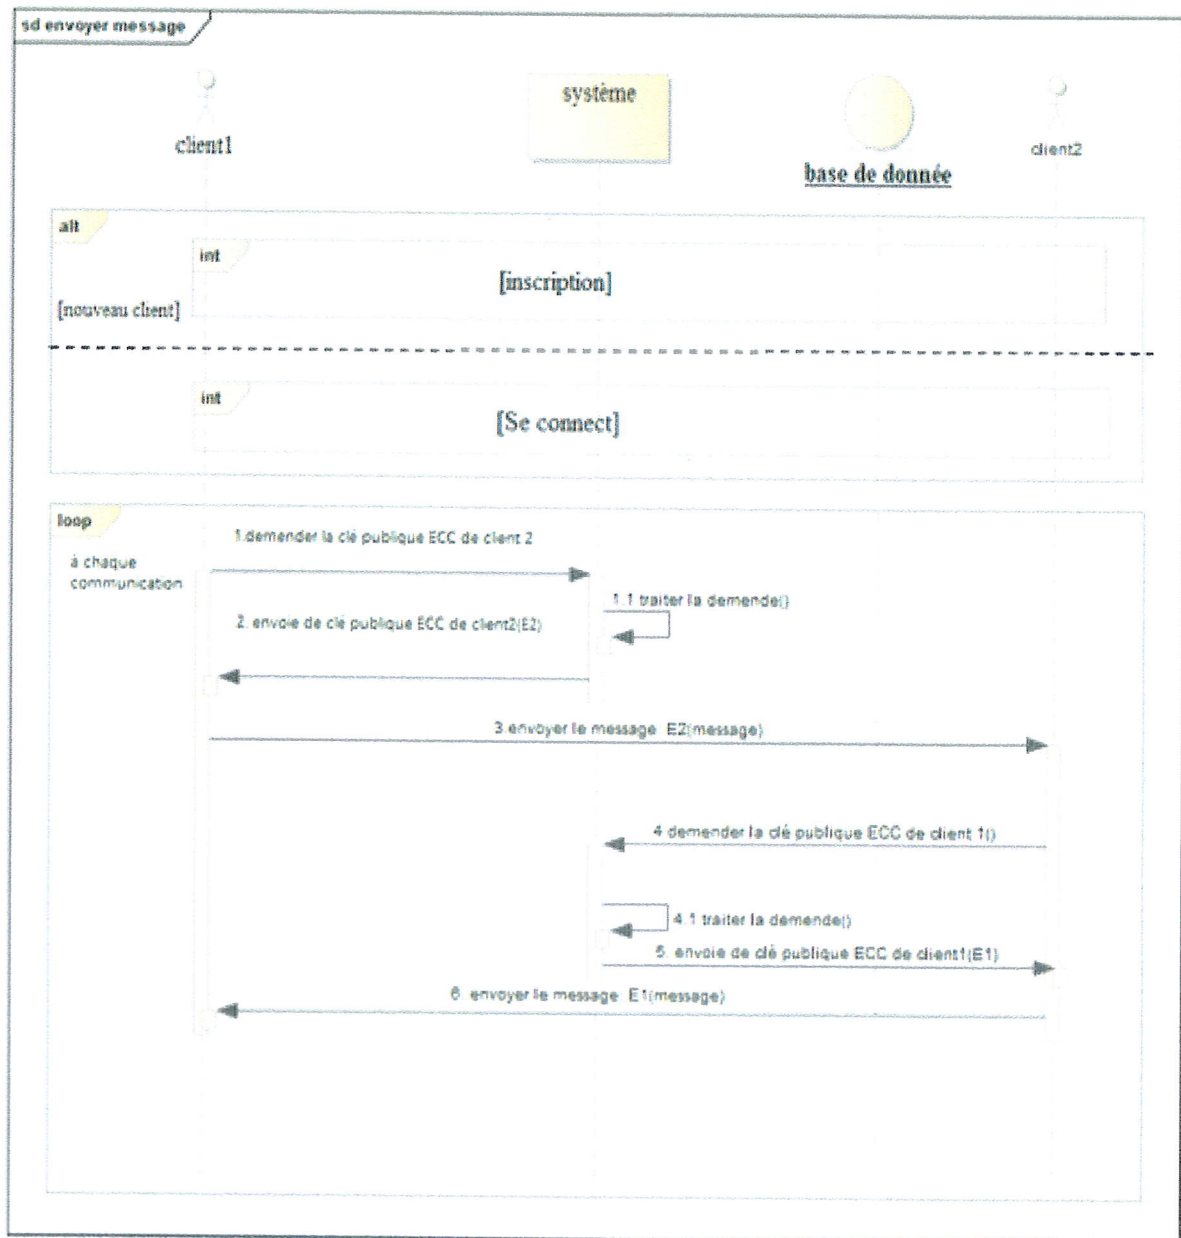 sd envoyer message
client1
système
base de donnée
client2
alt
int
[inscription]
[nouveau client]
int
[Se connect]
loop
à chaque
communication
1.demender la clé publique ECC de client 2
1.1 traiter la demende()
2. envoie de clé publique ECC de client2(E2)
3.envoyer le message E2(message)
4 demender la clé publique ECC de client 1()
4.1 traiter la demende()
5. envoie de clé publique ECC de client1(E1)
6. envoyer le message E1(message)